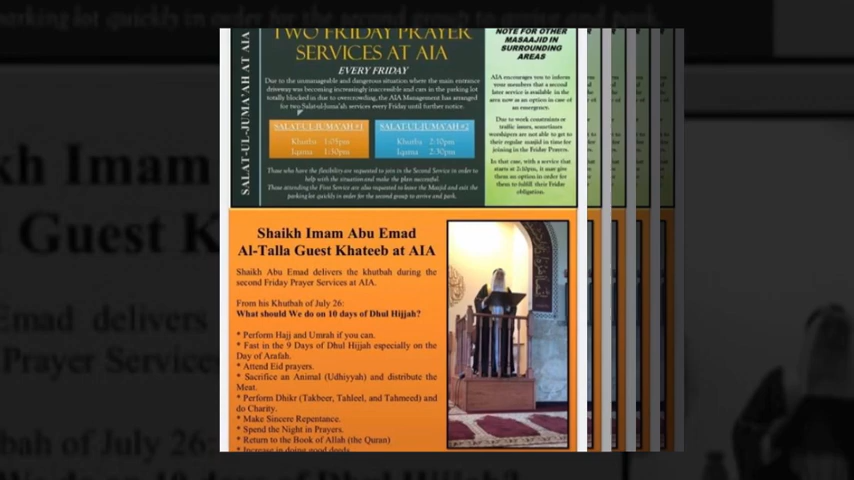 SALAT-UL-JUMA'AH AT AIA
TWO FRIDAY PRAYER
SERVICES AT AIA
EVERY FRIDAY
Due to the unmanageable and dangerous situation where the main entrance
driveway was becoming increasingly inaccessible and cars in the parking lot
totally blocked in due to overcrowding, the AIA Management has arranged
for two Salat-ul-Juma'ah services every Friday until further notice.
SALAT-UL-JUMA'AH #1
Khutba 1:05pm
Iqama 1:30pm
SALAT-UL-JUMA'AH #2
Khutba 2:10pm
Iqama 2:30pm
Those who have the flexibility are requested to join in the Second Service in order to
help with the situation and make the plan successful.
Those attending the First Service are also requested to leave the Masjid and exit the
parking lot quickly in order for the second group to arrive and park.
NOTE FOR OTHER
MASAAJID IN
SURROUNDING
AREAS
AIA encourages you to inform
your members that a second
later service is available in the
area now as an option in case of
an emergency.
Due to work constraints or
traffic issues, sometimes
worshipers are not able to get to
their regular masjid in time for
joining in the Friday Prayers.
In that case, with a service that
starts at 2:10pm, it may give
them an option in order for
them to fulfill their Friday
obligation.
Shaikh Imam Abu Emad
Al-Talla Guest Khateeb at AIA
Shaikh Abu Emad delivers the khutbah during the
second Friday Prayer Services at AIA.
From his Khutbah of July 26:
What should We do on 10 days of Dhul Hijjah?
* Perform Hajj and Umrah if you can.
* Fast in the 9 Days of Dhul Hijjah especially on the
Day of Arafah.
* Attend Eid prayers.
* Sacrifice an Animal (Udhiyyah) and distribute the
Meat.
* Perform Dhikr (Takbeer, Tahleel, and Tahmeed) and
do Charity.
* Make Sincere Repentance.
* Spend the Night in Prayers.
* Return to the Book of Allah (the Quran)
* Increase in doing good deeds.